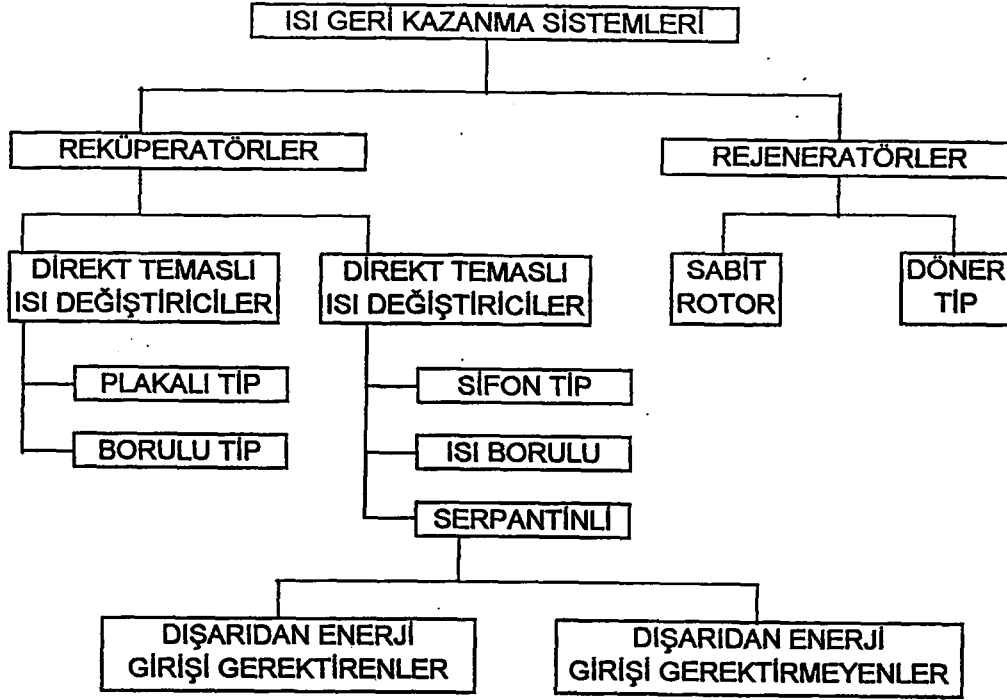 ISI GERİ KAZANMA SİSTEMLERİ
REKÜPERATÖRLER
REJENERATÖRLER
DİREKT TEMASLI
ISI DEĞİŞTİRİCİLER
DİREKT TEMASLI
ISI DEĞİŞTİRİCİLER
SABİT
ROTOR
DÖNER
TİP
PLAKALI TİP
SİFON TİP
BORULU TİP
ISI BORULU
SERPANTİNLİ
DIŞARIDAN ENERJİ
GİRİŞİ GEREKTİRENLER
DIŞARIDAN ENERJİ
GİRİŞİ GEREKTİRMEYENLER